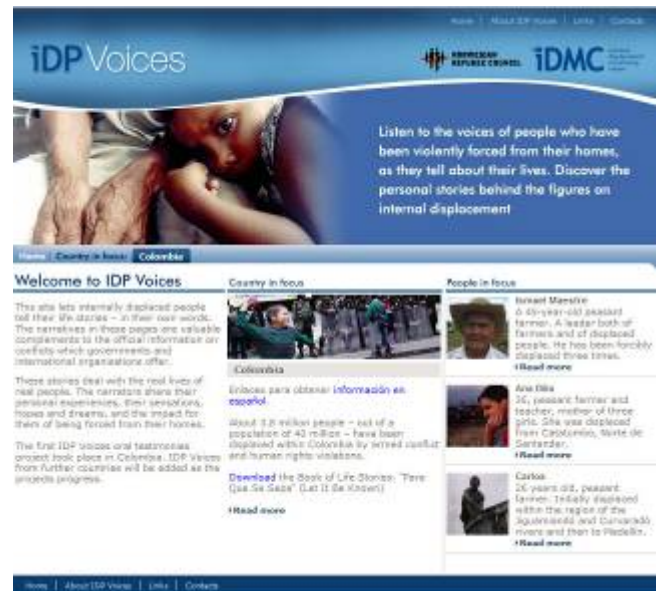 Home | About IDP Voices | Links | Contacts
iDP Voices
NORWEGIAN
REFUGEE COUNCIL
iDMC
Listen to the voices of people who have
been violently forced from their homes,
as they tell about their lives. Discover the
personal stories behind the figures on
internal displacement
Home
Country in focus:
Colombia
Welcome to IDP Voices
This site lets internally displaced people
tell their life stories – in their own words.
The narratives in these pages are valuable
complements to the official information on
conflicts which governments and
international organisations offer.
These stories deal with the real lives of
real people. The narrators share their
personal experiences, their sensations,
hopes and dreams, and the impact for
them of being forced from their homes.
The first IDP voices oral testimonies
project took place in Colombia. IDP Voices
from further countries will be added as the
projects progress.
Country in focus
Colombia
Enlaces para obtener información en
español.
About 3.8 million people – out of a
population of 42 million – have been
displaced within Colombia by armed conflict
and human rights violations.
Download the Book of Life Stories: "Para
Que Se Sepa" (Let It Be Known)
Read more
People in focus
Ismael Maestre
A 45-year-old peasant
farmer. A leader both of
farmers and of displaced
people. He has been forcibly
displaced three times.
Read more
Ana
36, peasant farmer and
teacher, mother of three
girls. She was displaced
from Catatumbo, Norte de
Santander.
Read more
Carlos
26 years old, peasant
farmer. Initially displaced
within the region of the
Jiguamiandó and Curvaradó
rivers and then to Medellín.
Read more
Home | About IDP Voices | Links | Contacts